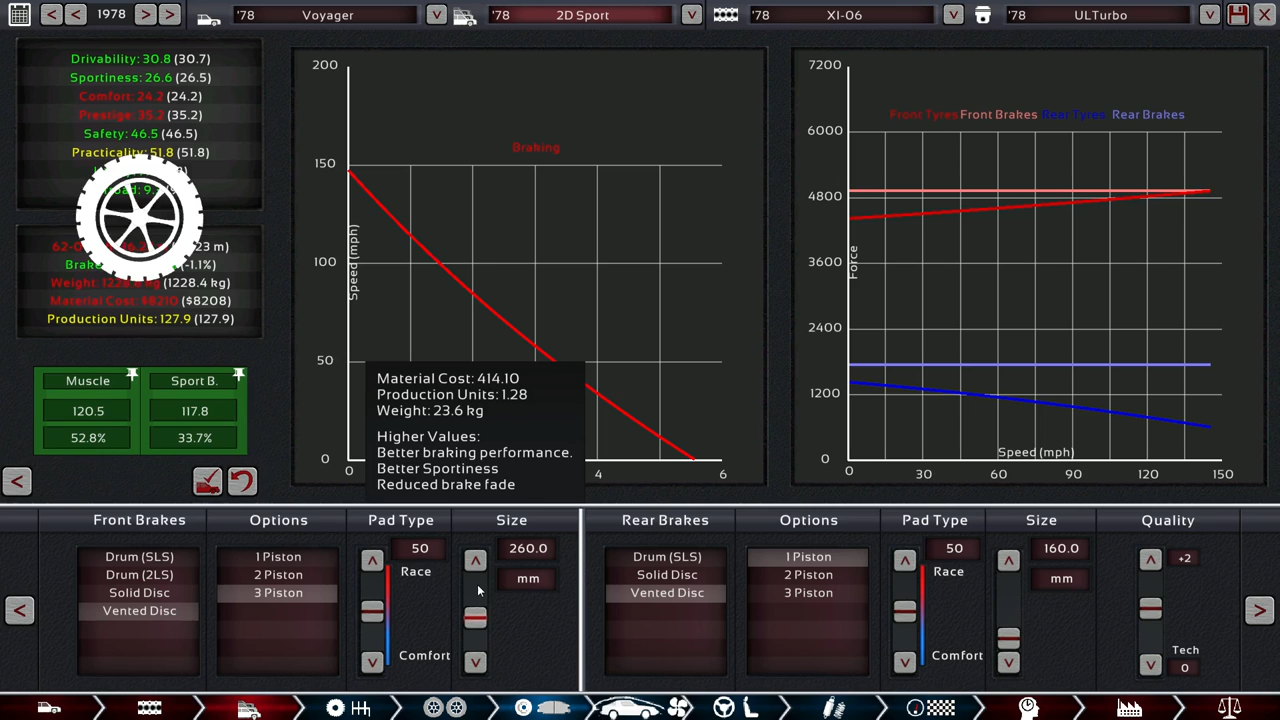 1978
'78 Voyager
'78 2D Sport
'78 XI-06
'78 ULTurbo
Drivability: 30.8 (30.7)
Sportiness: 26.6 (26.5)
Comfort: 24.2 (24.2)
Prestige: 35.2 (35.2)
Safety: 46.5 (46.5)
Practicality: 51.8 (51.8)
62-0
23 m)
Brake
(-1.1%)
(1228.4 kg)
Material Cost: $8210 ($8208)
Production Units: 127.9 (127.9)
Muscle
Sport B.
120.5
117.8
52.8%
33.7%
200
150
100
50
0
Speed (mph)
Braking
0
4
6
Material Cost: 414.10
Production Units: 1.28
Weight: 23.6 kg
Higher Values:
Better braking performance.
Better Sportiness
Reduced brake fade
7200
6000
4800
3600
2400
1200
0
Force
Front Tyres Front Brakes Rear Tyres Rear Brakes
Speed (mph)
0
30
60
90
120
150
Front Brakes
Drum (SLS)
Drum (2LS)
Solid Disc
Vented Disc
Options
1 Piston
2 Piston
3 Piston
Pad Type
50
Race
Comfort
Size
260.0
mm
Rear Brakes
Drum (SLS)
Solid Disc
Vented Disc
Options
1 Piston
2 Piston
3 Piston
Pad Type
50
Race
Comfort
Size
160.0
mm
Quality
+2
Tech
0